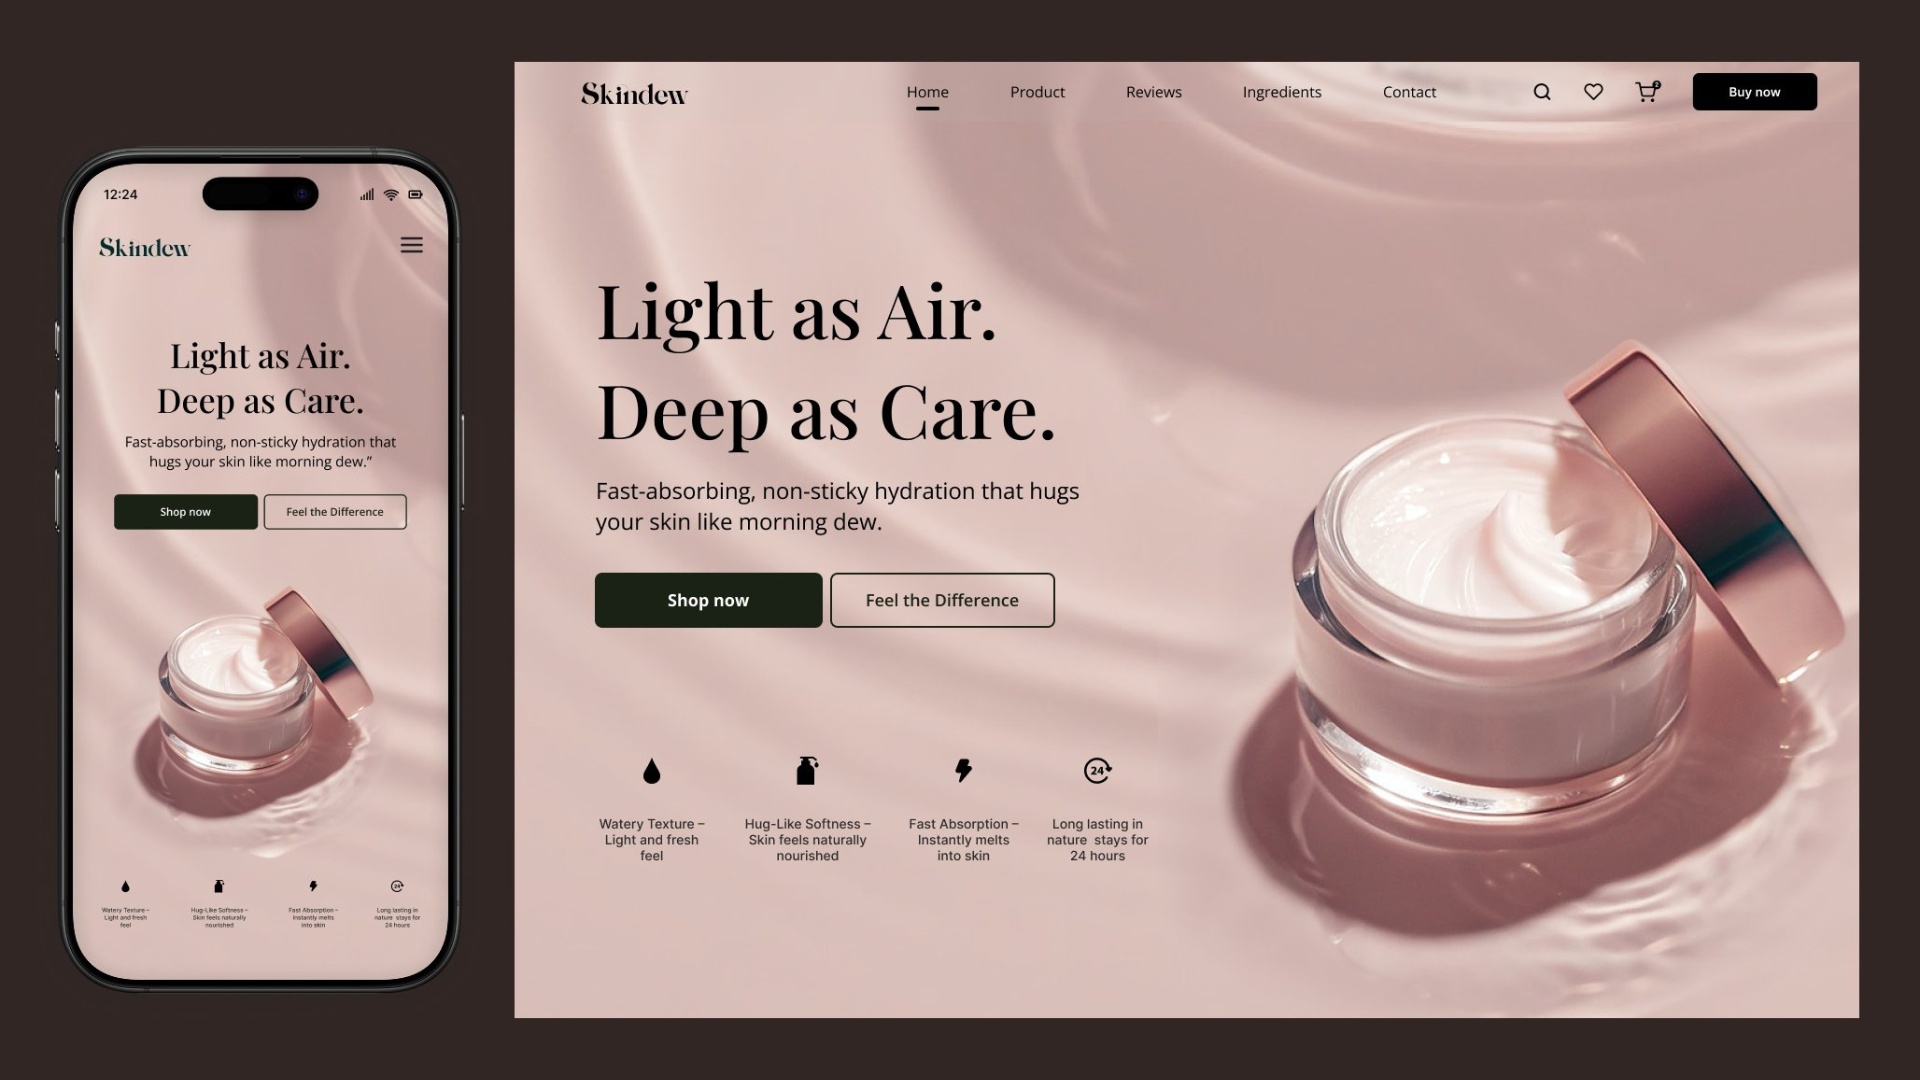 12:24
Skindew
Light as Air.
Deep as Care.
Fast-absorbing, non-sticky hydration that
hugs your skin like morning dew.”
Shop now
Feel the Difference
Watery Texture –
Light and fresh
feel
Hug-Like Softness –
Skin feels naturally
nourished
Fast Absorption –
Instantly melts
into skin
24
Long lasting in
nature  stays for
24 hours
Skindew
Home
Product
Reviews
Ingredients
Contact
Buy now
Light as Air.
Deep as Care.
Fast-absorbing, non-sticky hydration that hugs
your skin like morning dew.
Shop now
Feel the Difference
Watery Texture –
Light and fresh
feel
Hug-Like Softness –
Skin feels naturally
nourished
Fast Absorption –
Instantly melts
into skin
24
Long lasting in
nature  stays for
24 hours